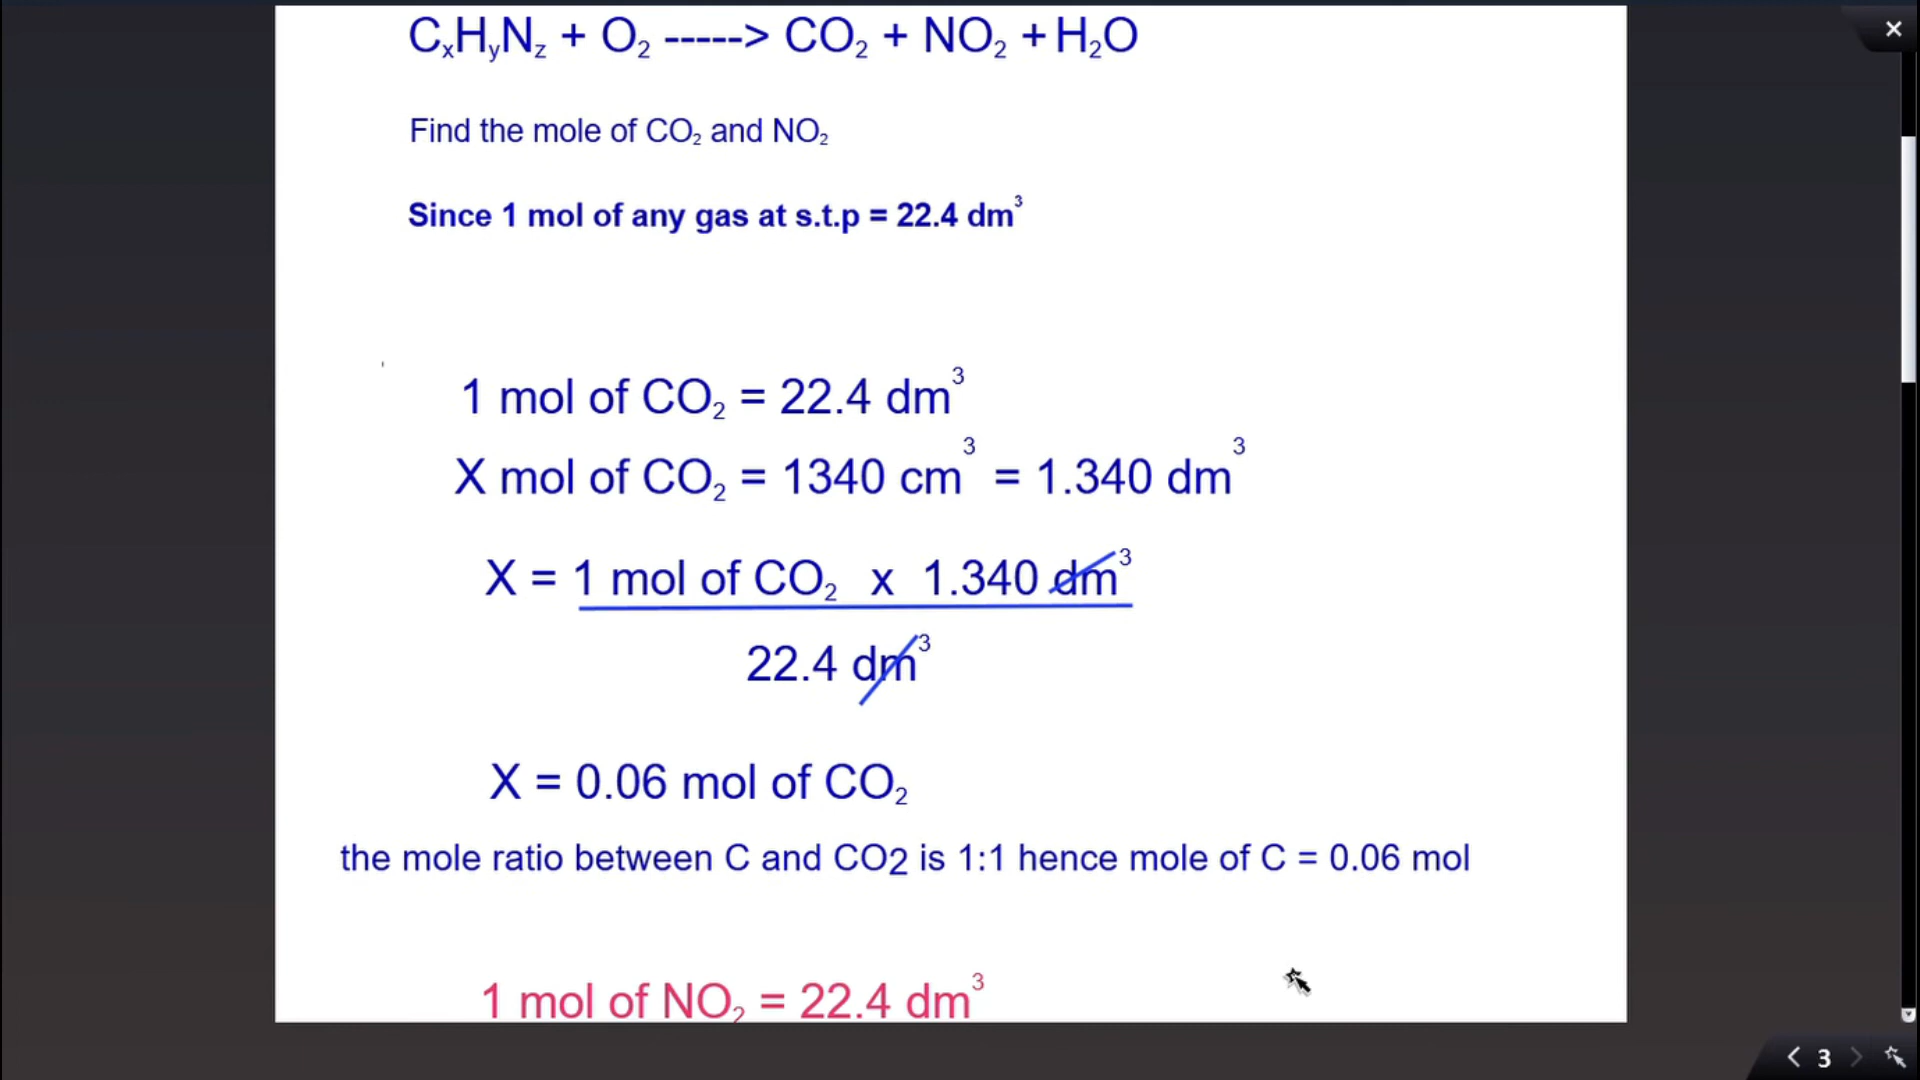 CₓHᵧN₂ + O₂ -----> CO₂ + NO₂ + H₂O
Find the mole of CO₂ and NO₂
Since 1 mol of any gas at s.t.p = 22.4 dm³
1 mol of CO₂ = 22.4 dm³
X mol of CO₂ = 1340 cm³ = 1.340 dm³
X = 1 mol of CO₂ x 1.340 dm³
22.4 dm³
X = 0.06 mol of CO₂
the mole ratio between C and CO2 is 1:1 hence mole of C = 0.06 mol
1 mol of NO₂ = 22.4 dm³
3